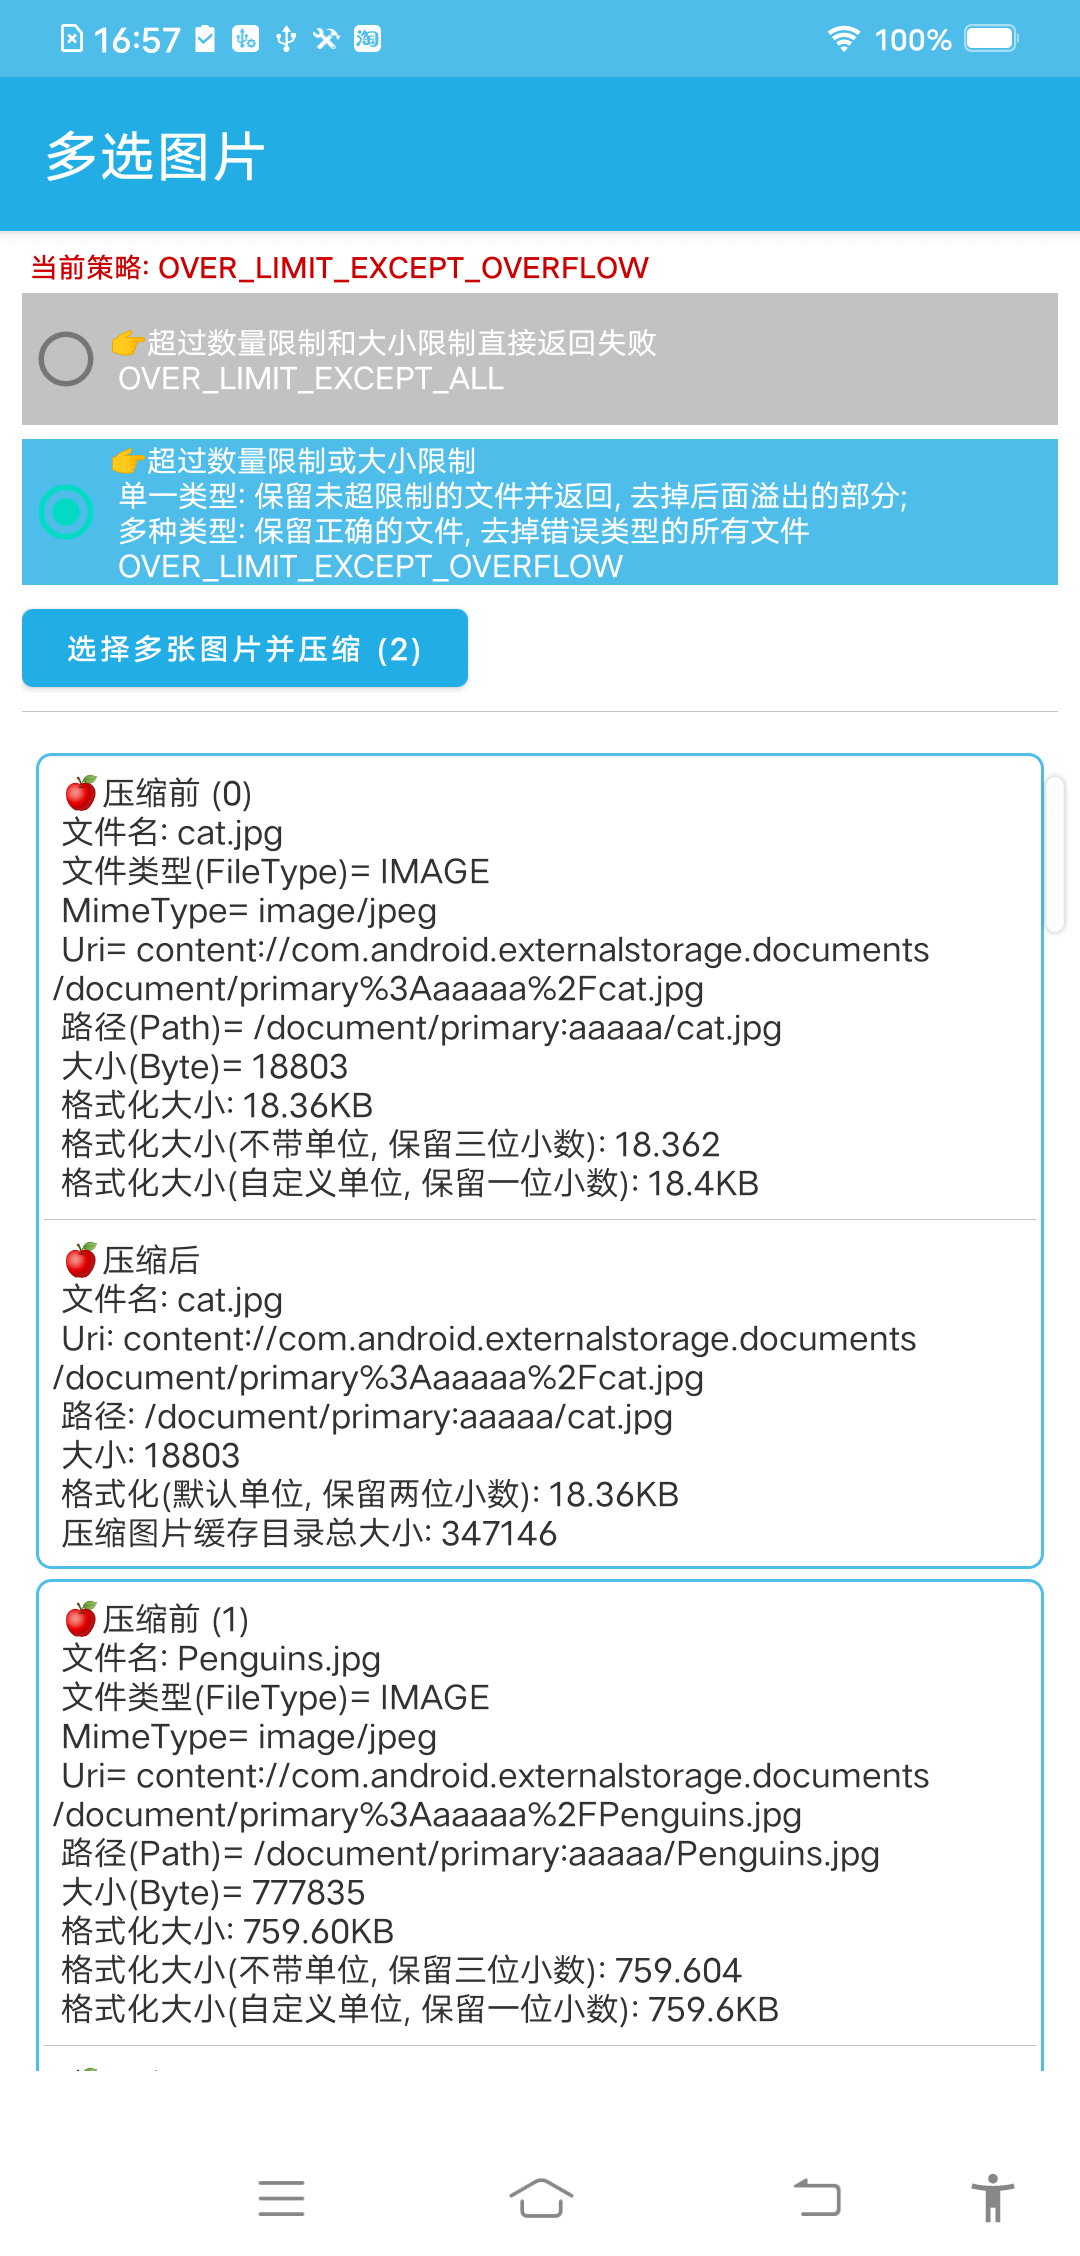 16:57
淘
100%
多选图片
当前策略: OVER_LIMIT_EXCEPT_OVERFLOW
👉超过数量限制和大小限制直接返回失败
OVER_LIMIT_EXCEPT_ALL
👉超过数量限制或大小限制
单一类型: 保留未超限制的文件并返回, 去掉后面溢出的部分;
多种类型: 保留正确的文件, 去掉错误类型的所有文件
OVER_LIMIT_EXCEPT_OVERFLOW
选择多张图片并压缩 (2)
🍎压缩前 (0)
文件名: cat.jpg
文件类型(FileType)= IMAGE
MimeType= image/jpeg
Uri= content://com.android.externalstorage.documents
/document/primary%3Aaaaaa%2Fcat.jpg
路径(Path)= /document/primary:aaaaa/cat.jpg
大小(Byte)= 18803
格式化大小: 18.36KB
格式化大小(不带单位, 保留三位小数): 18.362
格式化大小(自定义单位, 保留一位小数): 18.4KB
🍎压缩后
文件名: cat.jpg
Uri: content://com.android.externalstorage.documents
/document/primary%3Aaaaaa%2Fcat.jpg
路径: /document/primary:aaaaa/cat.jpg
大小: 18803
格式化(默认单位, 保留两位小数): 18.36KB
压缩图片缓存目录总大小: 347146
🍎压缩前 (1)
文件名: Penguins.jpg
文件类型(FileType)= IMAGE
MimeType= image/jpeg
Uri= content://com.android.externalstorage.documents
/document/primary%3Aaaaaa%2FPenguins.jpg
路径(Path)= /document/primary:aaaaa/Penguins.jpg
大小(Byte)= 777835
格式化大小: 759.60KB
格式化大小(不带单位, 保留三位小数): 759.604
格式化大小(自定义单位, 保留一位小数): 759.6KB